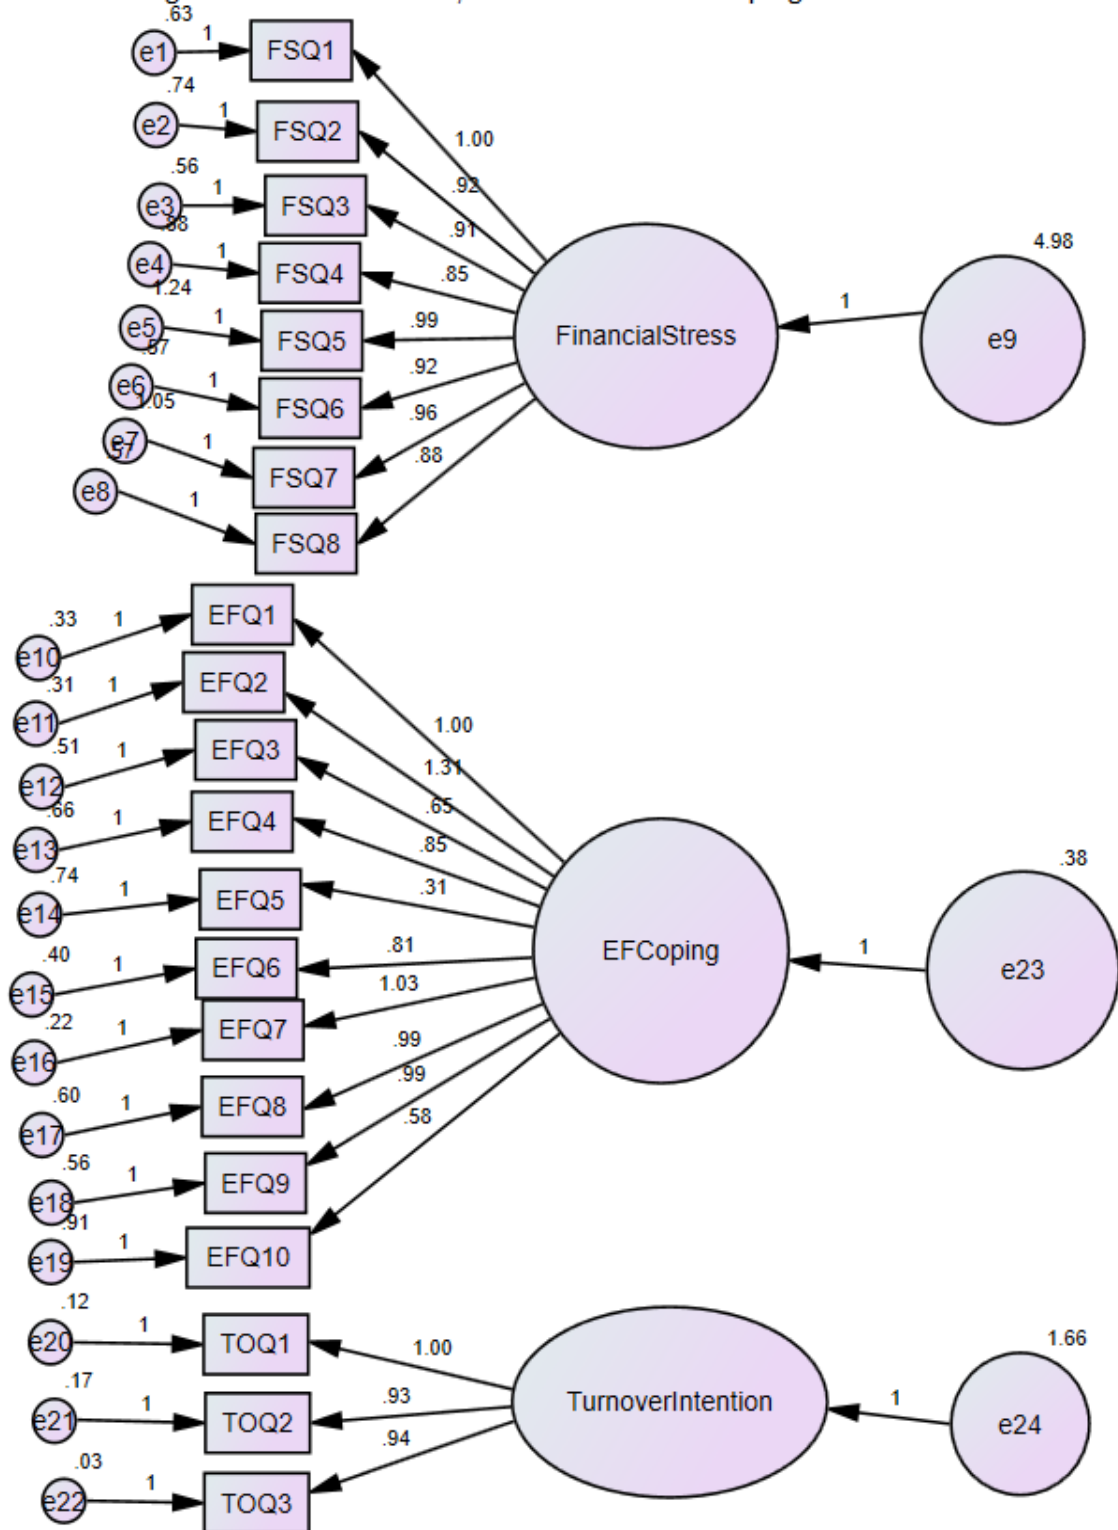 .63
e1 1 FSQ1
.74
e2 1 FSQ2
.56
e3 1 FSQ3
.88
e4 1 FSQ4
1.24
e5 1 FSQ5
.57
e6 1 FSQ6
1.05
e7 1 FSQ7
.57
e8 1 FSQ8
1.00
.92
.91
.85
.99
.92
.96
.88
FinancialStress
1
4.98
e9
.33
e10 1 EFQ1
.31
e11 1 EFQ2
.51
e12 1 EFQ3
.66
e13 1 EFQ4
.74
e14 1 EFQ5
.40
e15 1 EFQ6
.22
e16 1 EFQ7
.60
e17 1 EFQ8
.56
e18 1 EFQ9
.91
e19 1 EFQ10
1.00
1.31
.65
.85
.31
.81
1.03
.99
.99
.58
EFCoping
1
.38
e23
.12
e20 1 TOQ1
.17
e21 1 TOQ2
.03
e22 1 TOQ3
1.00
.93
.94
TurnoverIntention
1
1.66
e24